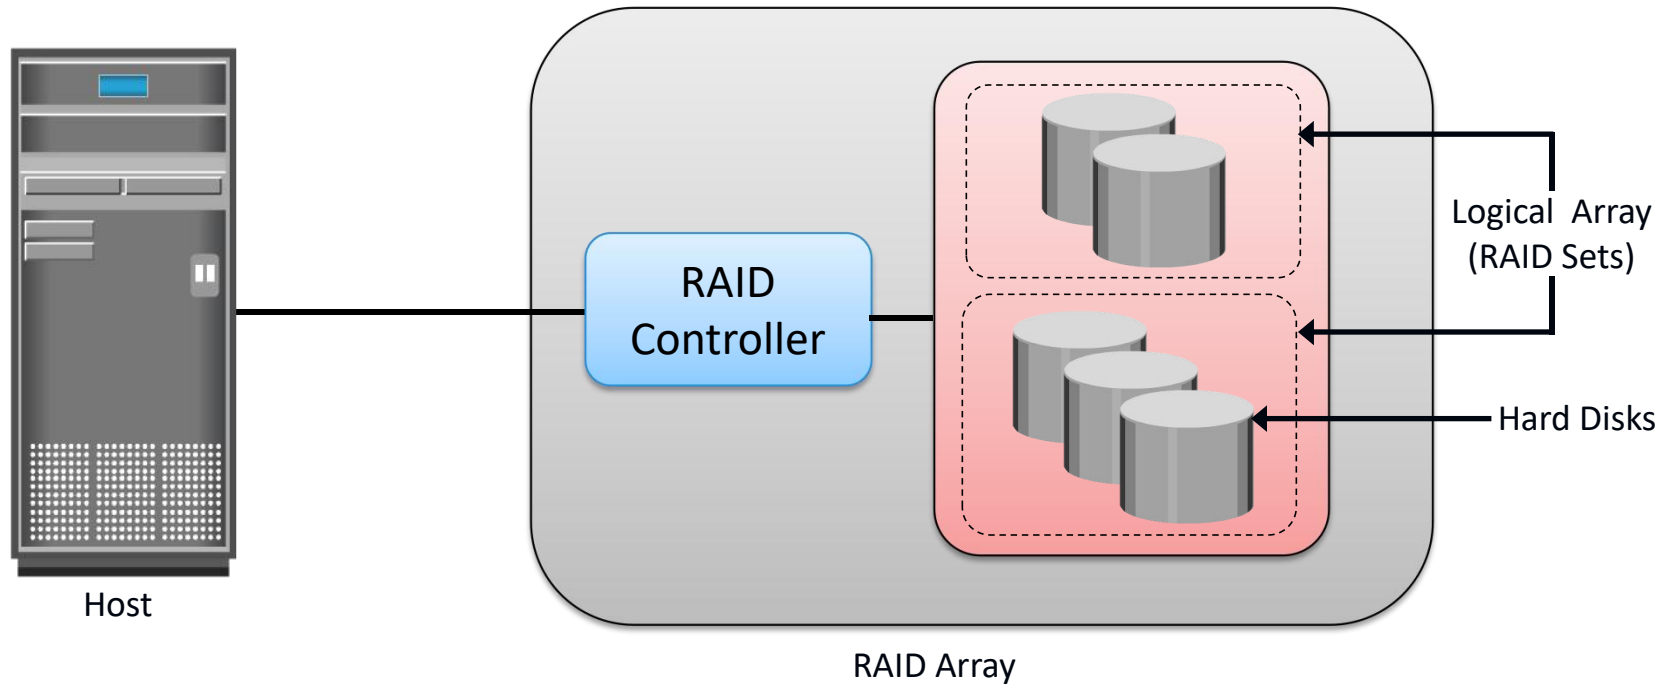 RAID
Controller
Logical Array
(RAID Sets)
Hard Disks
Host
RAID Array